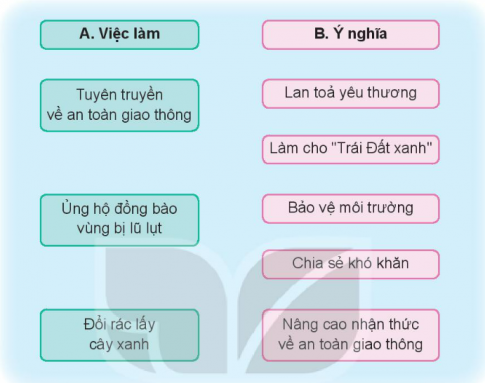 A. Việc làm
B. Ý nghĩa
Tuyên truyền
về an toàn giao thông
Lan toả yêu thương
Làm cho "Trái Đất xanh"
Ủng hộ đồng bào
vùng bị lũ lụt
Bảo vệ môi trường
Chia sẻ khó khăn
Đổi rác lấy
cây xanh
Nâng cao nhận thức
về an toàn giao thông